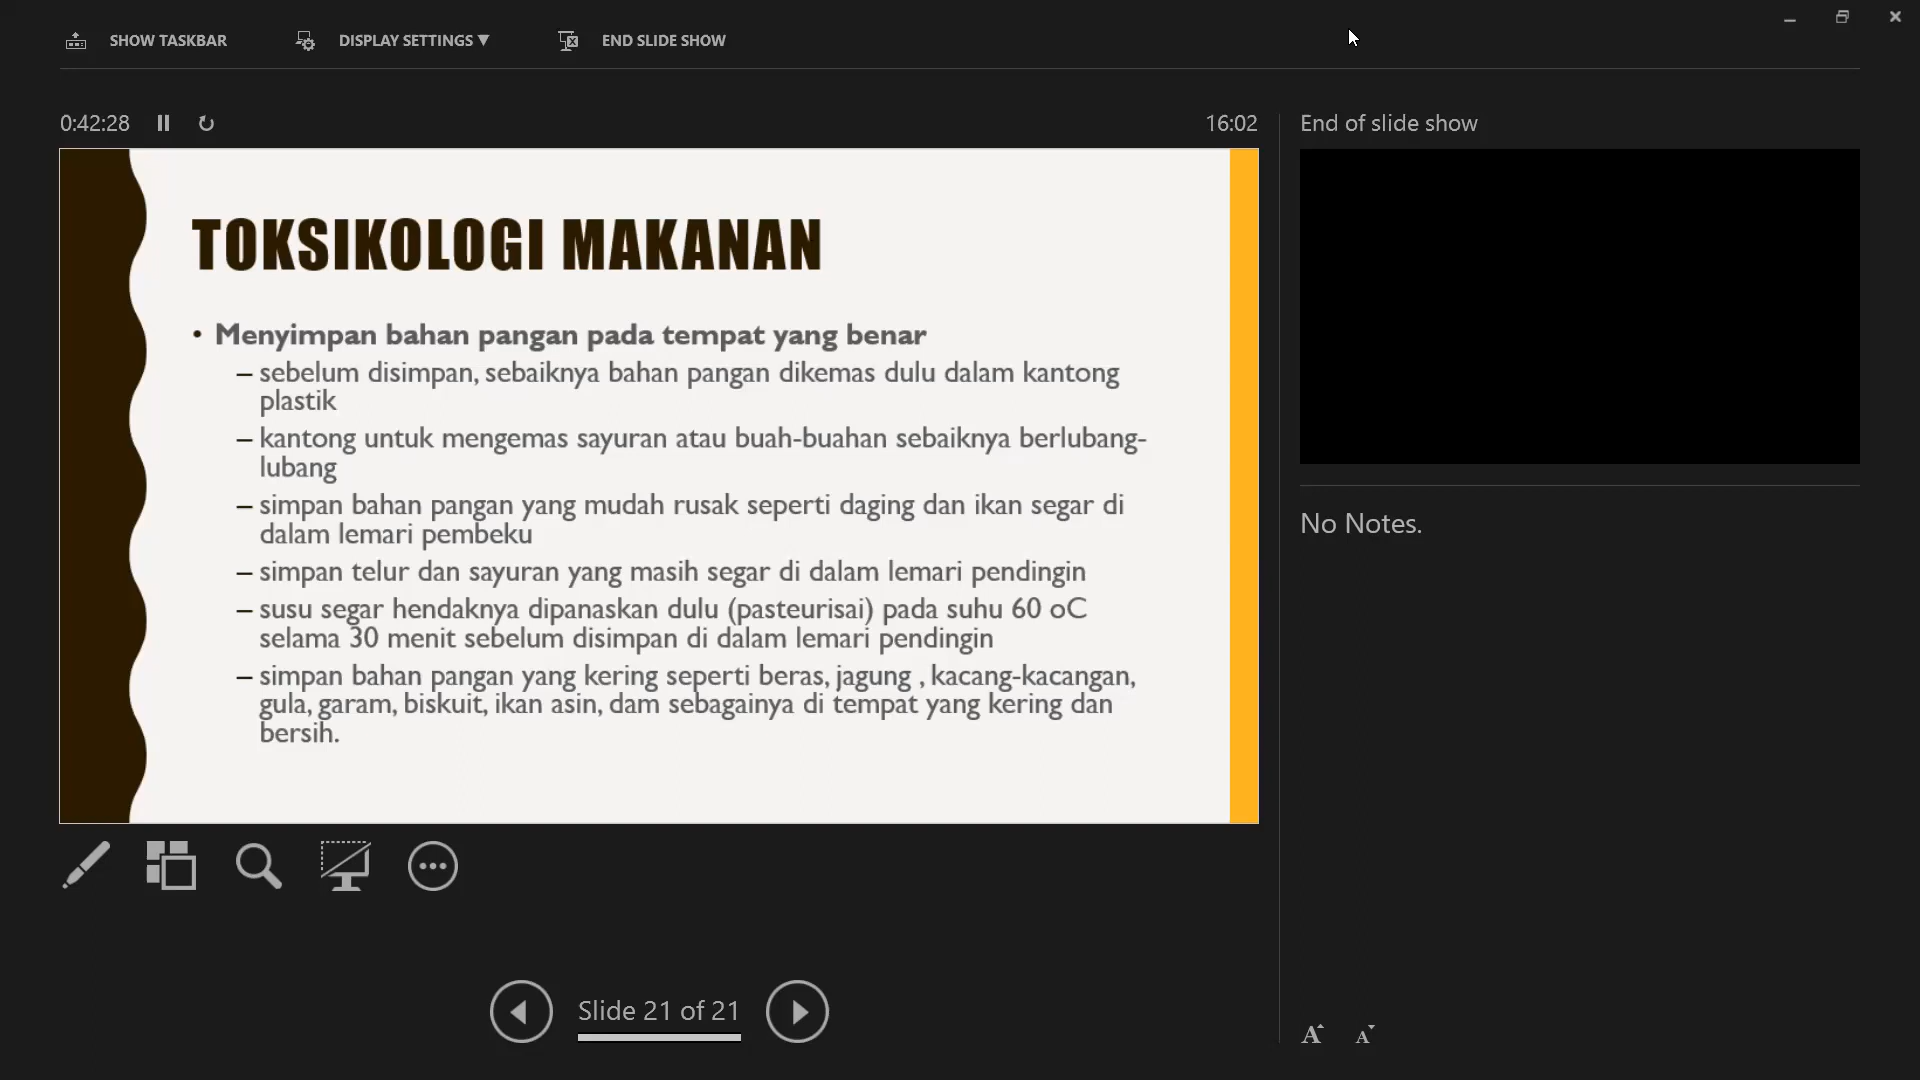 SHOW TASKBAR
DISPLAY SETTINGS ▼
END SLIDE SHOW
0:42:28
16:02
End of slide show
TOKSIKOLOGI MAKANAN
• Menyimpan bahan pangan pada tempat yang benar
– sebelum disimpan, sebaiknya bahan pangan dikemas dulu dalam kantong
plastik
– kantong untuk mengemas sayuran atau buah-buahan sebaiknya berlubang-
lubang
– simpan bahan pangan yang mudah rusak seperti daging dan ikan segar di
dalam lemari pembeku
– simpan telur dan sayuran yang masih segar di dalam lemari pendingin
– susu segar hendaknya dipanaskan dulu (pasteurisai) pada suhu 60 oC
selama 30 menit sebelum disimpan di dalam lemari pendingin
– simpan bahan pangan yang kering seperti beras, jagung , kacang-kacangan,
gula, garam, biskuit, ikan asin, dam sebagainya di tempat yang kering dan
bersih.
No Notes.
Slide 21 of 21
A A